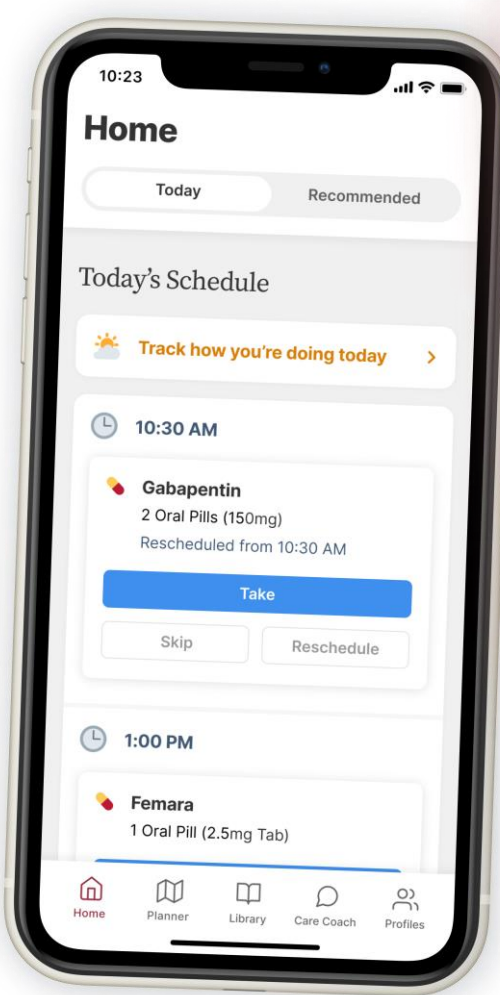 10:23
Home
Today
Recommended
Today's Schedule
Track how you're doing today
10:30 AM
Gabapentin
2 Oral Pills (150mg)
Rescheduled from 10:30 AM
Take
Skip
Reschedule
1:00 PM
Femara
1 Oral Pill (2.5mg Tab)
Home
Planner
Library
Care Coach
Profiles